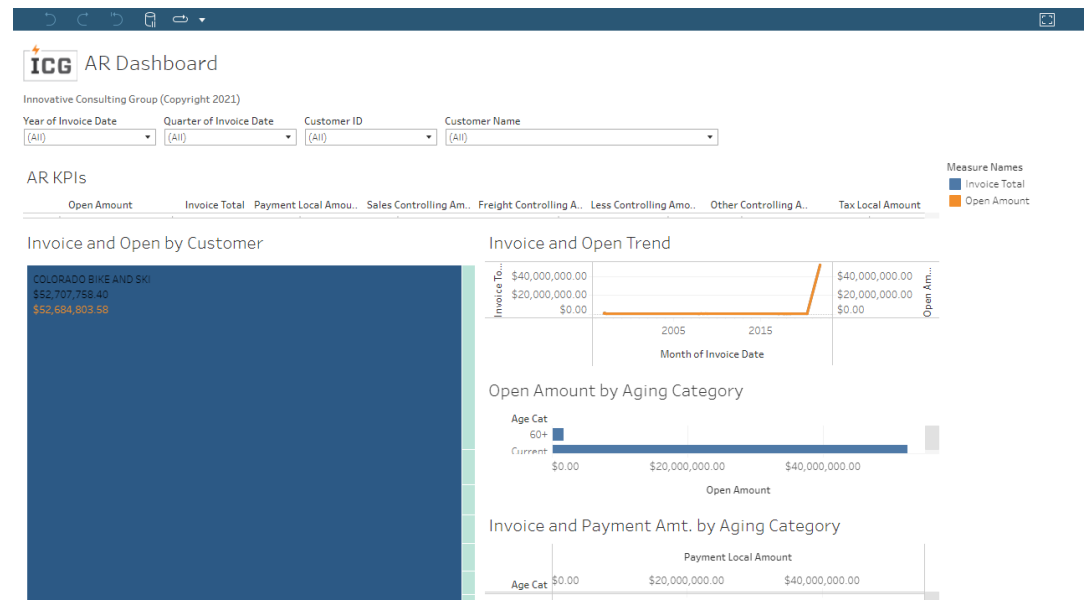 ICG AR Dashboard
Innovative Consulting Group (Copyright 2021)
Year of Invoice Date Quarter of Invoice Date Customer ID Customer Name
(All) (All) (All) (All)
AR KPIs
Measure Names
Invoice Total
Open Amount
Open Amount Invoice Total Payment Local Amou.. Sales Controlling Am.. Freight Controlling A.. Less Controlling Amo.. Other Controlling A.. Tax Local Amount
Invoice and Open by Customer
COLORADO BIKE AND SKI
$52,707,758.40
$52,684,803.58
Invoice and Open Trend
Invoice To..
$40,000,000.00
$20,000,000.00
$0.00
$40,000,000.00
$20,000,000.00
$0.00
Open Am..
2005 2015
Month of Invoice Date
Open Amount by Aging Category
Age Cat
60+
Current
$0.00 $20,000,000.00 $40,000,000.00
Open Amount
Invoice and Payment Amt. by Aging Category
Payment Local Amount
Age Cat $0.00 $20,000,000.00 $40,000,000.00